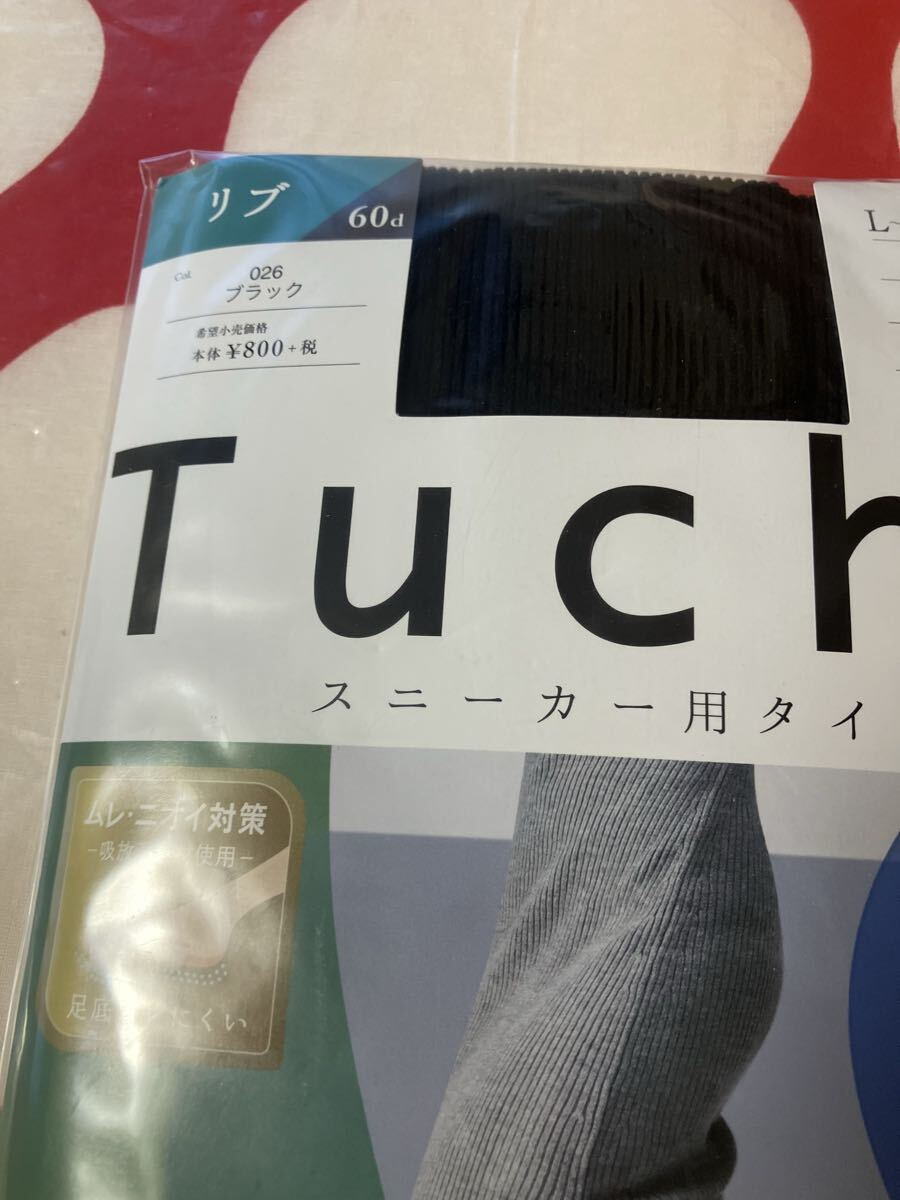 リブ
60d
Col. 026
ブラック
希望小売価格
本体 ¥800+税
L~
Tuch
スニーカー用タイ
ムレ・ニオイ対策
使用-
足底
にくい